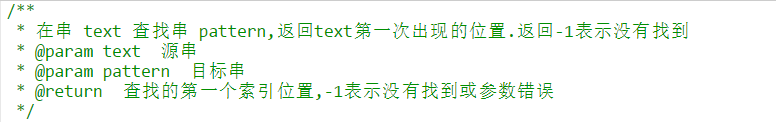 /**
* 在串 text 查找串 pattern,返回text第一次出现的位置.返回-1表示没有找到
* @param text  源串
* @param pattern  目标串
* @return  查找的第一个索引位置,-1表示没有找到或参数错误
*/